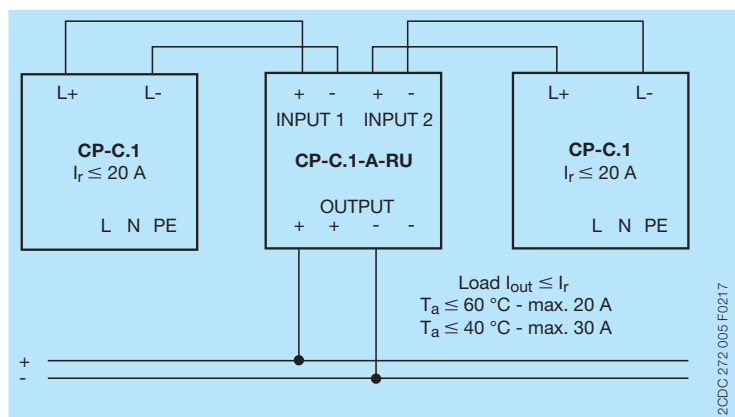 L+ L-
CP-C.1
Ir ≤ 20 A
L N PE
+ - + -
INPUT 1 INPUT 2
CP-C.1-A-RU
OUTPUT
+ + - -
L+ L-
CP-C.1
Ir ≤ 20 A
L N PE
Load Iout ≤ Ir
Ta ≤ 60 °C - max. 20 A
Ta ≤ 40 °C - max. 30 A
+
-
2CDC 272 005 F0217